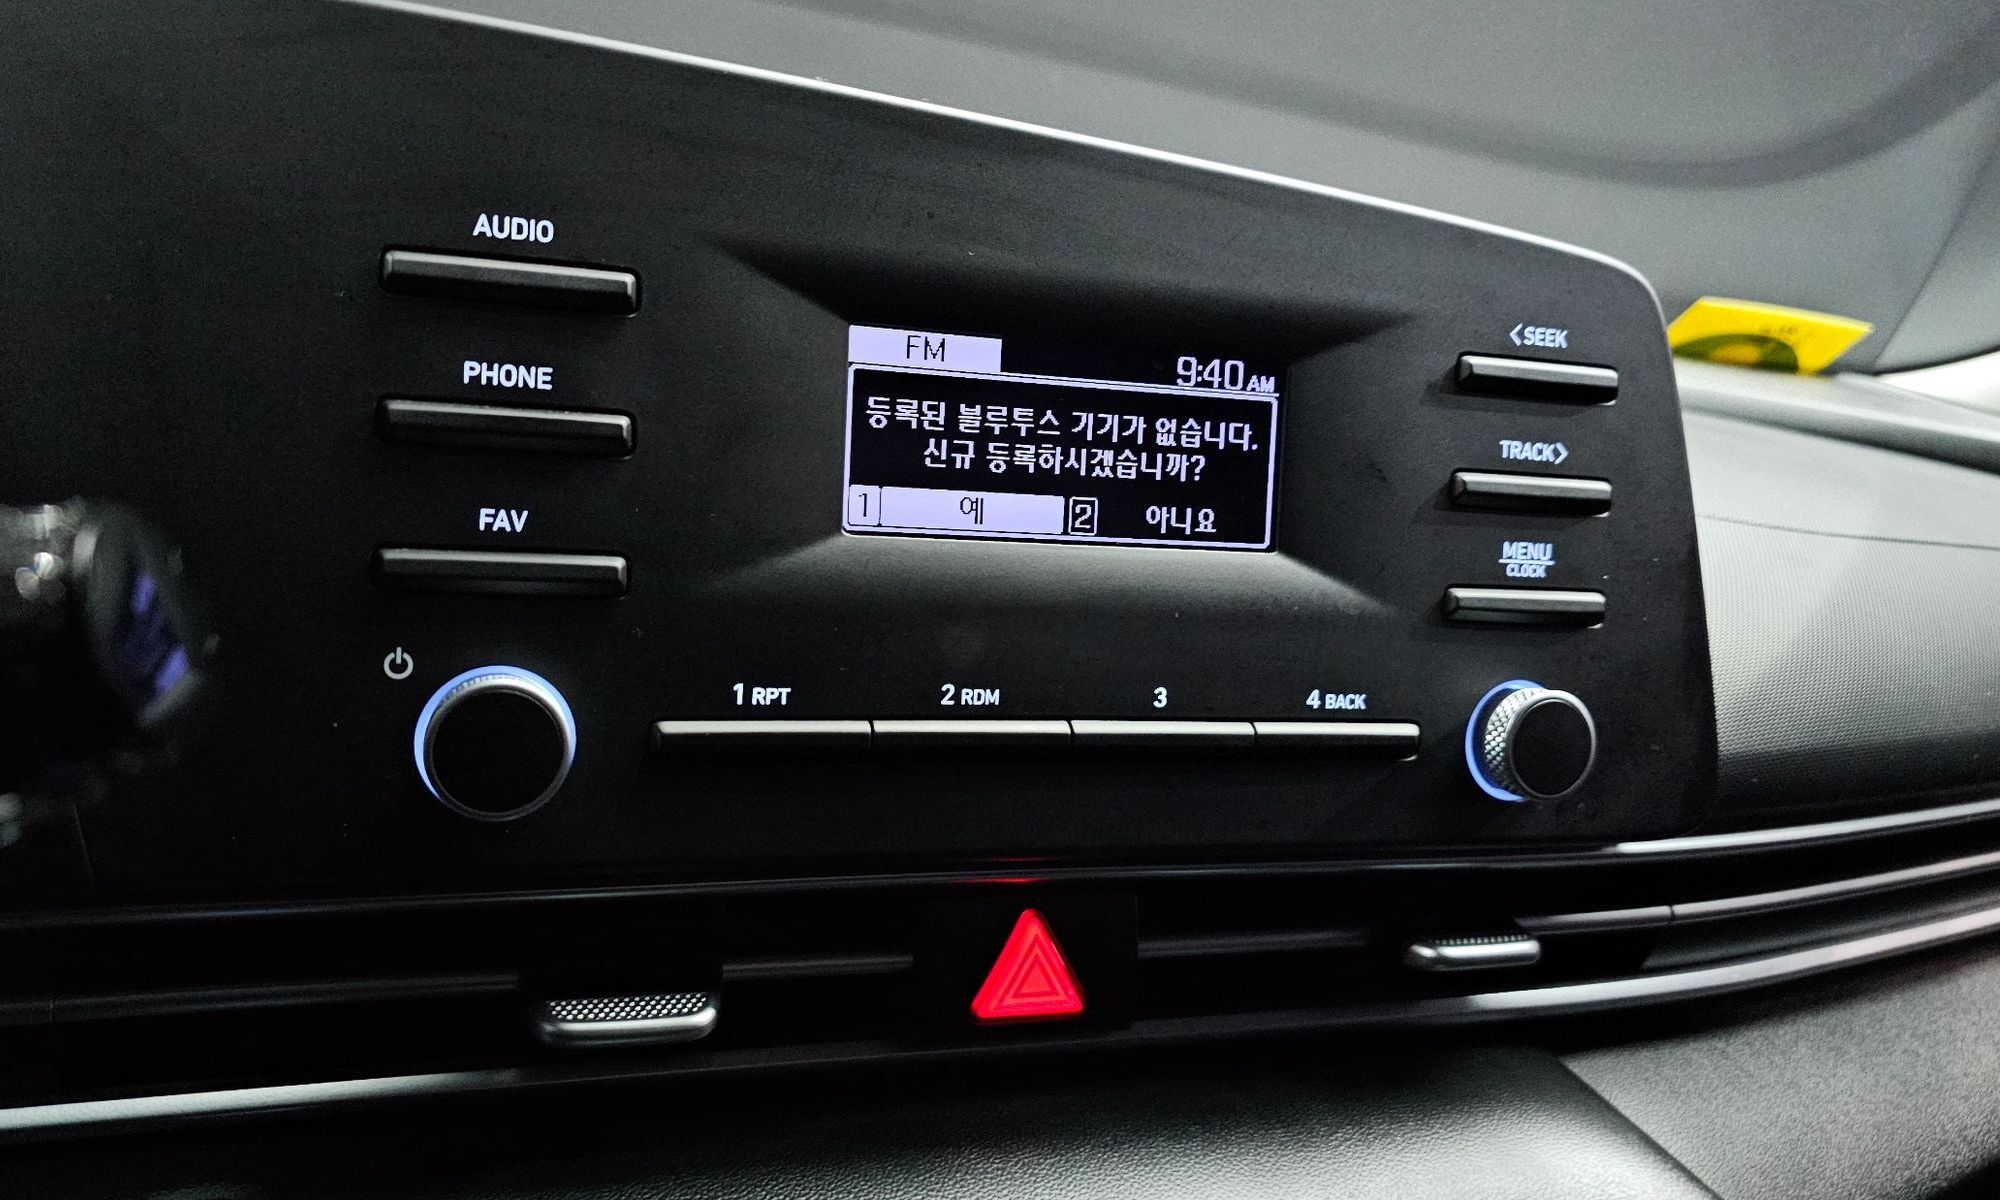 AUDIO
PHONE
FAV
FM
9:40 AM
등록된 블루투스 기기가 없습니다.
신규 등록하시겠습니까?
1 예 2 아니요
<SEEK
TRACK>
MENU
CLOCK
1 RPT 2 RDM 3 4 BACK